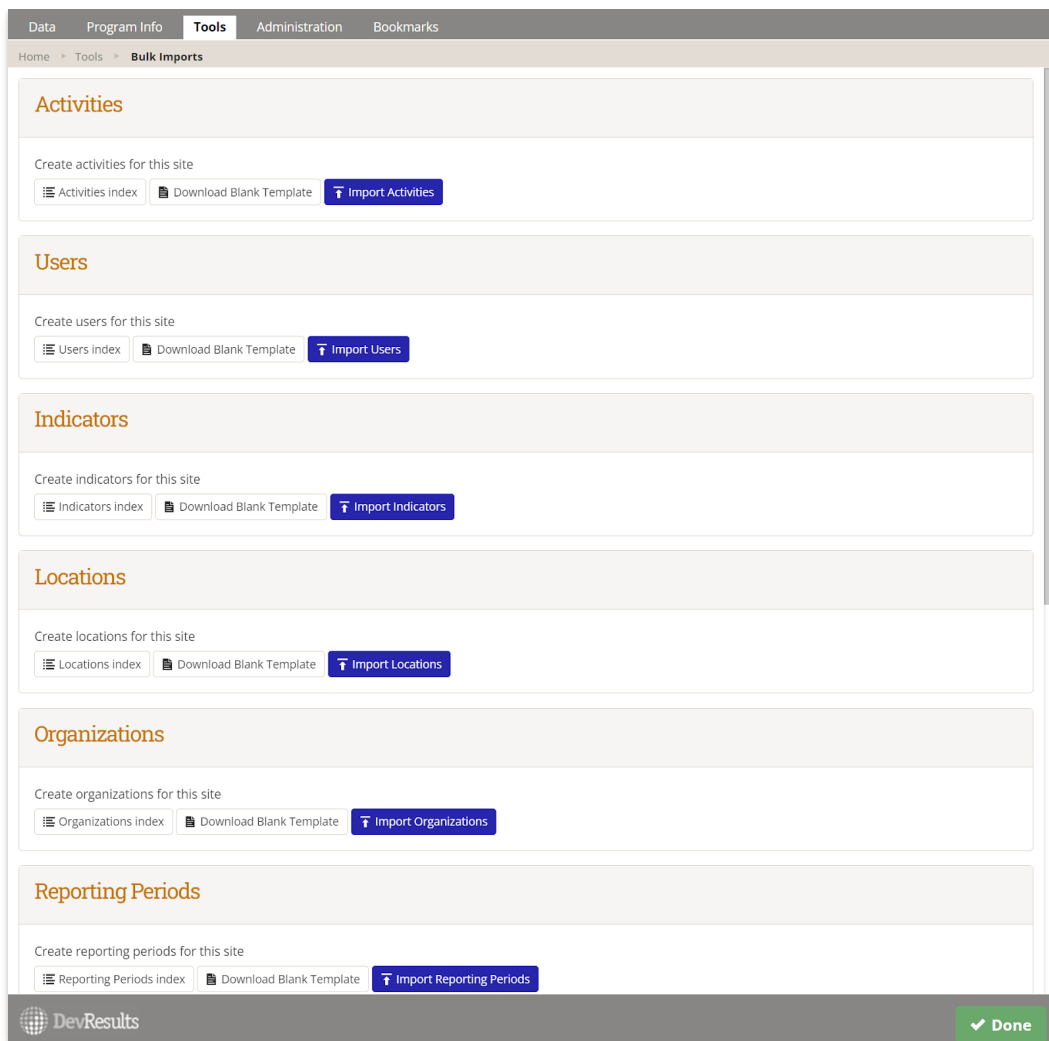 Data Program Info Tools Administration Bookmarks
Home Tools Bulk Imports
Activities
Create activities for this site
Activities index Download Blank Template Import Activities
Users
Create users for this site
Users index Download Blank Template Import Users
Indicators
Create indicators for this site
Indicators index Download Blank Template Import Indicators
Locations
Create locations for this site
Locations index Download Blank Template Import Locations
Organizations
Create organizations for this site
Organizations index Download Blank Template Import Organizations
Reporting Periods
Create reporting periods for this site
Reporting Periods index Download Blank Template Import Reporting Periods
DevResults Done